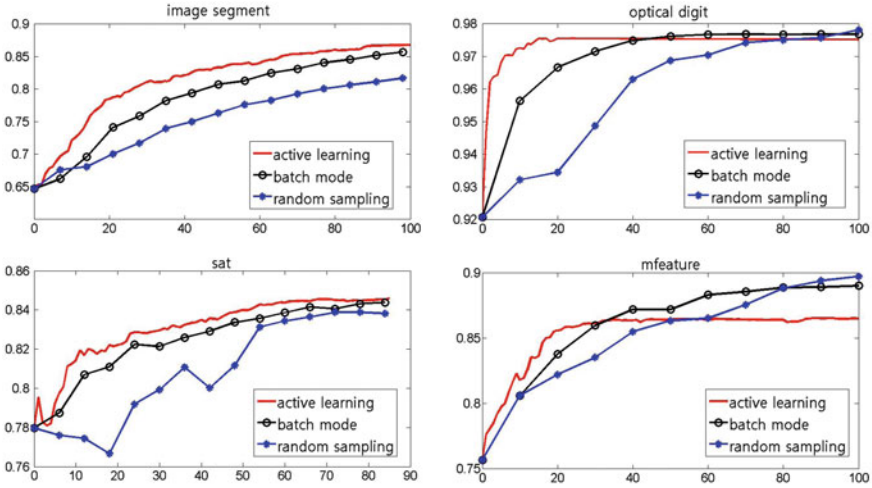 image segment
0.9
0.85
0.8
0.75
0.7
0.65
0 20 40 60 80 100
active learning
batch mode
random sampling
optical digit
0.98
0.97
0.96
0.95
0.94
0.93
0.92
0 20 40 60 80 100
active learning
batch mode
random sampling
sat
0.86
0.84
0.82
0.8
0.78
0.76
0 10 20 30 40 50 60 70 80 90
active learning
batch mode
random sampling
mfeature
0.9
0.85
0.8
0.75
0 20 40 60 80 100
active learning
batch mode
random sampling